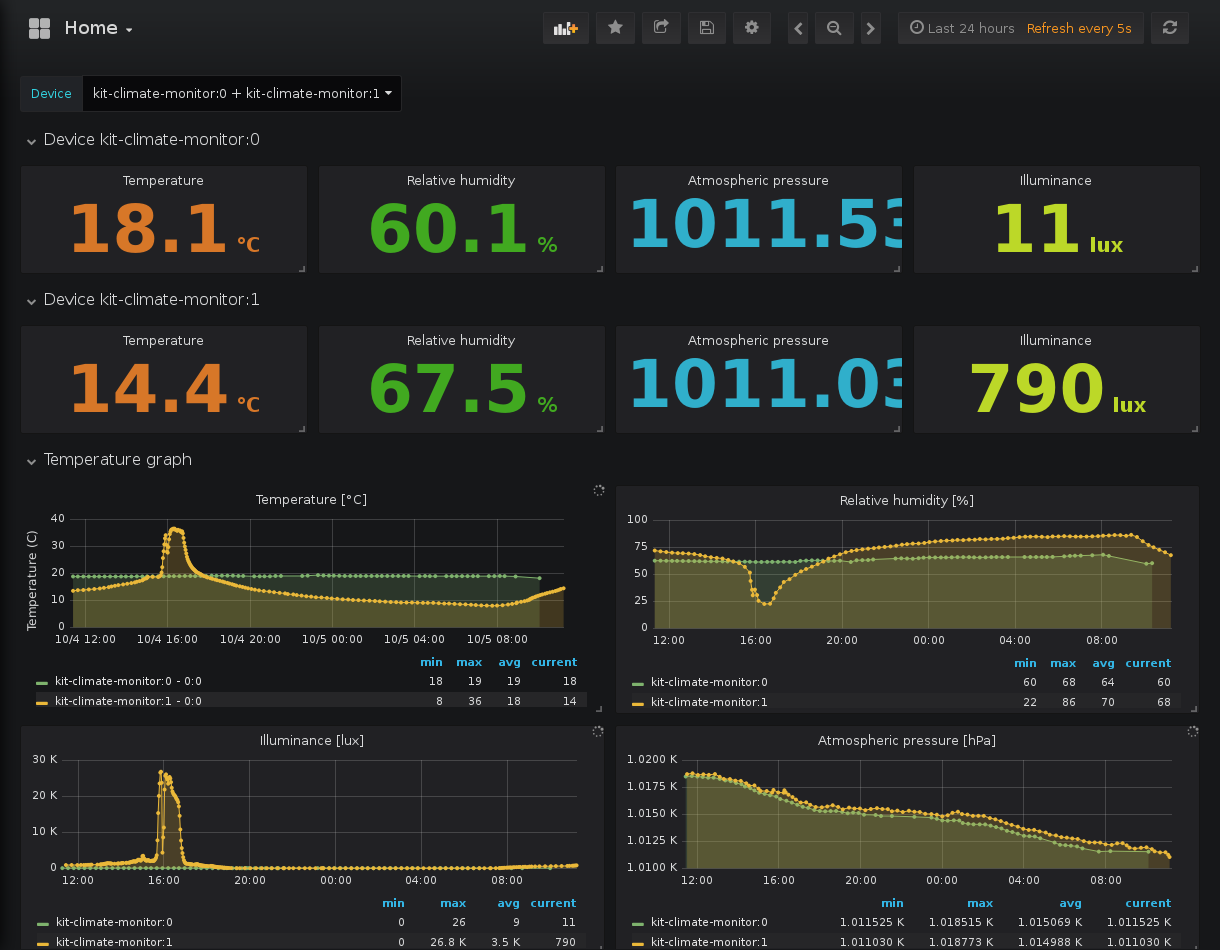 Home
Last 24 hours Refresh every 5s
Device kit-climate-monitor:0 + kit-climate-monitor:1
Device kit-climate-monitor:0
Temperature Relative humidity Atmospheric pressure Illuminance
18.1 °C 60.1 % 1011.53 11 lux
Device kit-climate-monitor:1
Temperature Relative humidity Atmospheric pressure Illuminance
14.4 °C 67.5 % 1011.03 790 lux
Temperature graph
Temperature [°C]
Temperature (C)
40
30
20
10
0
10/4 12:00 10/4 16:00 10/4 20:00 10/5 00:00 10/5 04:00 10/5 08:00
min max avg current
kit-climate-monitor:0 - 0:0 18 19 19 18
kit-climate-monitor:1 - 0:0 8 36 18 14
Relative humidity [%]
100
75
50
25
0
12:00 16:00 20:00 00:00 04:00 08:00
min max avg current
kit-climate-monitor:0 60 68 64 60
kit-climate-monitor:1 22 86 70 68
Illuminance [lux]
30 K
20 K
10 K
0
12:00 16:00 20:00 00:00 04:00 08:00
min max avg current
kit-climate-monitor:0 0 26 9 11
kit-climate-monitor:1 0 26.8 K 3.5 K 790
Atmospheric pressure [hPa]
1.0200 K
1.0175 K
1.0150 K
1.0125 K
1.0100 K
12:00 16:00 20:00 00:00 04:00 08:00
min max avg current
kit-climate-monitor:0 1.011525 K 1.018515 K 1.015069 K 1.011525 K
kit-climate-monitor:1 1.011030 K 1.018773 K 1.014988 K 1.011030 K